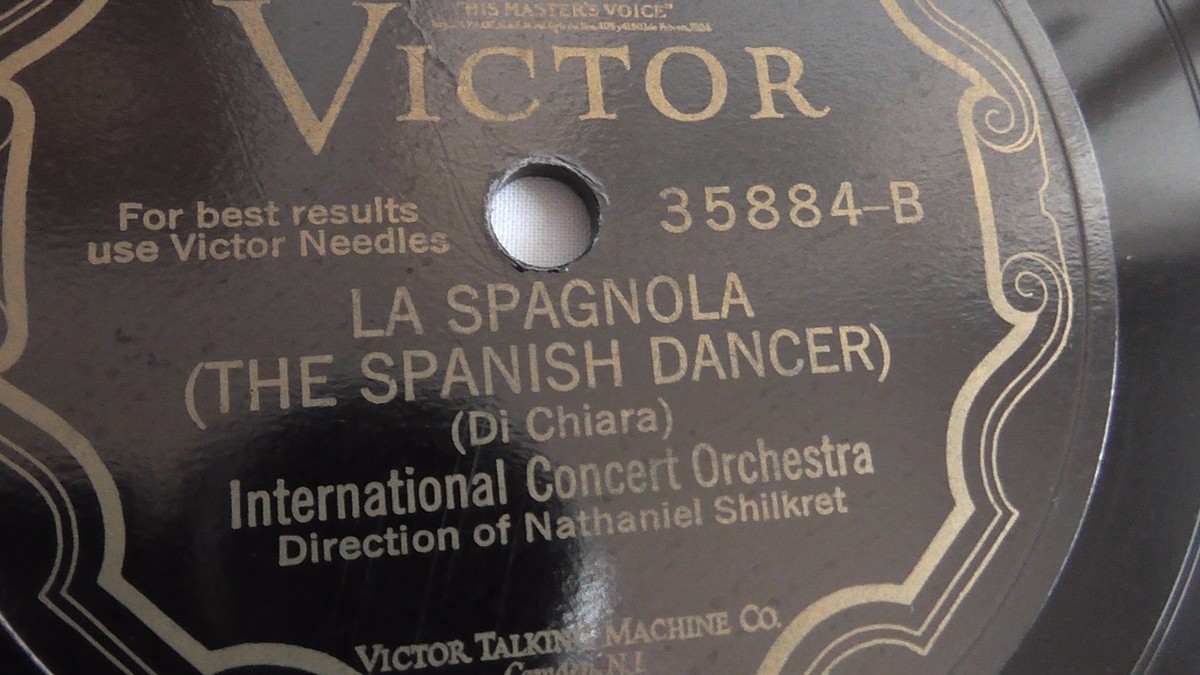 "HIS MASTER'S VOICE"
VICTOR
For best results
use Victor Needles
35884-B
LA SPAGNOLA
(THE SPANISH DANCER)
(Di Chiara)
International Concert Orchestra
Direction of Nathaniel Shilkret
VICTOR TALKING MACHINE CO.
Camden, N.J.